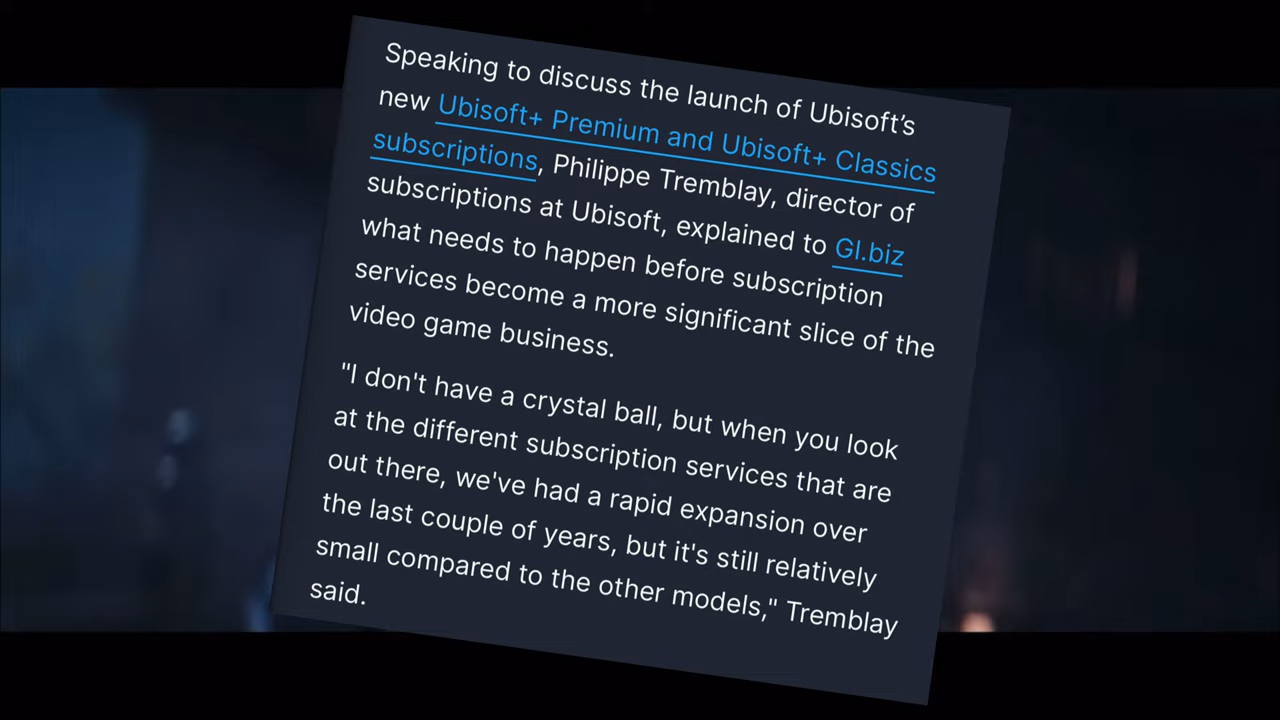 Speaking to discuss the launch of Ubisoft’s
new Ubisoft+ Premium and Ubisoft+ Classics
subscriptions, Philippe Tremblay, director of
subscriptions at Ubisoft, explained to GI.biz
what needs to happen before subscription
services become a more significant slice of the
video game business.
"I don't have a crystal ball, but when you look
at the different subscription services that are
out there, we've had a rapid expansion over
the last couple of years, but it's still relatively
small compared to the other models," Tremblay
said.